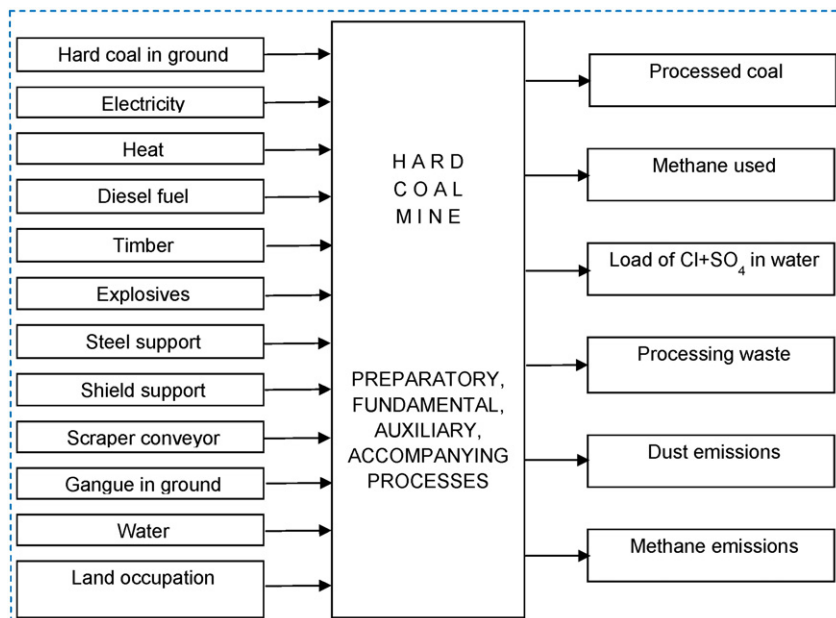 Hard coal in ground
Electricity
Heat
Diesel fuel
Timber
Explosives
Steel support
Shield support
Scraper conveyor
Gangue in ground
Water
Land occupation
H A R D
C O A L
M I N E
PREPARATORY,
FUNDAMENTAL,
AUXILIARY,
ACCOMPANYING
PROCESSES
Processed coal
Methane used
Load of Cl+SO₄ in water
Processing waste
Dust emissions
Methane emissions